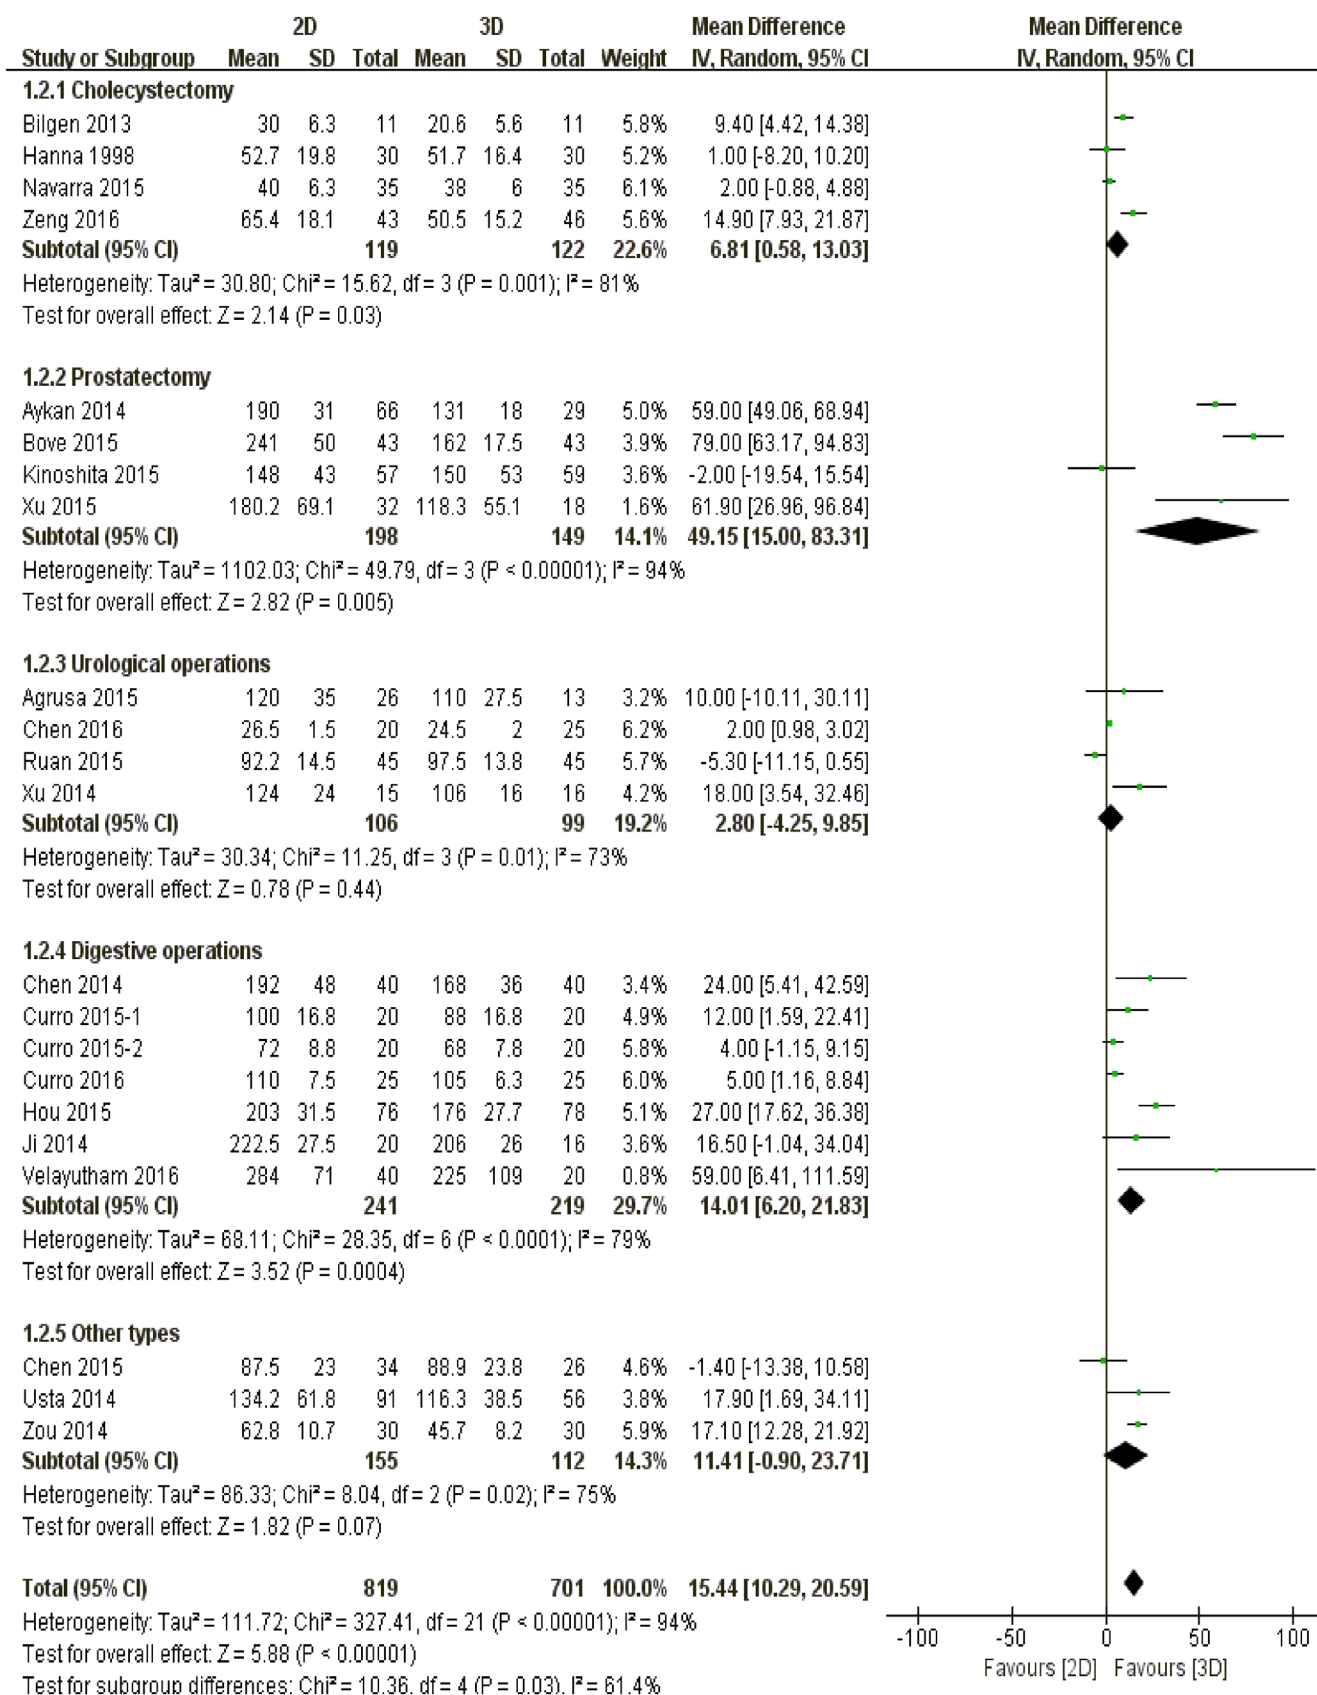 2D 3D Mean Difference Mean Difference
Study or Subgroup Mean SD Total Mean SD Total Weight IV, Random, 95% CI IV, Random, 95% CI
1.2.1 Cholecystectomy
Bilgen 2013 30 6.3 11 20.6 5.6 11 5.8% 9.40 [4.42, 14.38]
Hanna 1998 52.7 19.8 30 51.7 16.4 30 5.2% 1.00 [-8.20, 10.20]
Navarra 2015 40 6.3 35 38 6 35 6.1% 2.00 [-0.88, 4.88]
Zeng 2016 65.4 18.1 43 50.5 15.2 46 5.6% 14.90 [7.93, 21.87]
Subtotal (95% CI) 119 122 22.6% 6.81 [0.58, 13.03]
Heterogeneity: Tau² = 30.80; Chi² = 15.62, df = 3 (P = 0.001); I² = 81%
Test for overall effect: Z = 2.14 (P = 0.03)
1.2.2 Prostatectomy
Aykan 2014 190 31 66 131 18 29 5.0% 59.00 [49.06, 68.94]
Bove 2015 241 50 43 162 17.5 43 3.9% 79.00 [63.17, 94.83]
Kinoshita 2015 148 43 57 150 53 59 3.6% -2.00 [-19.54, 15.54]
Xu 2015 180.2 69.1 32 118.3 55.1 18 1.6% 61.90 [26.96, 96.84]
Subtotal (95% CI) 198 149 14.1% 49.15 [15.00, 83.31]
Heterogeneity: Tau² = 1102.03; Chi² = 49.79, df = 3 (P < 0.00001); I² = 94%
Test for overall effect: Z = 2.82 (P = 0.005)
1.2.3 Urological operations
Agrusa 2015 120 35 26 110 27.5 13 3.2% 10.00 [-10.11, 30.11]
Chen 2016 26.5 1.5 20 24.5 2 25 6.2% 2.00 [0.98, 3.02]
Ruan 2015 92.2 14.5 45 97.5 13.8 45 5.7% -5.30 [-11.15, 0.55]
Xu 2014 124 24 15 106 16 16 4.2% 18.00 [3.54, 32.46]
Subtotal (95% CI) 106 99 19.2% 2.80 [-4.25, 9.85]
Heterogeneity: Tau² = 30.34; Chi² = 11.25, df = 3 (P = 0.01); I² = 73%
Test for overall effect: Z = 0.78 (P = 0.44)
1.2.4 Digestive operations
Chen 2014 192 48 40 168 36 40 3.4% 24.00 [5.41, 42.59]
Curro 2015-1 100 16.8 20 88 16.8 20 4.9% 12.00 [1.59, 22.41]
Curro 2015-2 72 8.8 20 68 7.8 20 5.8% 4.00 [-1.15, 9.15]
Curro 2016 110 7.5 25 105 6.3 25 6.0% 5.00 [1.16, 8.84]
Hou 2015 203 31.5 76 176 27.7 78 5.1% 27.00 [17.62, 36.38]
Ji 2014 222.5 27.5 20 206 26 16 3.6% 16.50 [-1.04, 34.04]
Velayutham 2016 284 71 40 225 109 20 0.8% 59.00 [6.41, 111.59]
Subtotal (95% CI) 241 219 29.7% 14.01 [6.20, 21.83]
Heterogeneity: Tau² = 68.11; Chi² = 28.35, df = 6 (P < 0.0001); I² = 79%
Test for overall effect: Z = 3.52 (P = 0.0004)
1.2.5 Other types
Chen 2015 87.5 23 34 88.9 23.8 26 4.6% -1.40 [-13.38, 10.58]
Usta 2014 134.2 61.8 91 116.3 38.5 56 3.8% 17.90 [1.69, 34.11]
Zou 2014 62.8 10.7 30 45.7 8.2 30 5.9% 17.10 [12.28, 21.92]
Subtotal (95% CI) 155 112 14.3% 11.41 [-0.90, 23.71]
Heterogeneity: Tau² = 86.33; Chi² = 8.04, df = 2 (P = 0.02); I² = 75%
Test for overall effect: Z = 1.82 (P = 0.07)
Total (95% CI) 819 701 100.0% 15.44 [10.29, 20.59]
Heterogeneity: Tau² = 111.72; Chi² = 327.41, df = 21 (P < 0.00001); I² = 94%
Test for overall effect: Z = 5.88 (P < 0.00001)
Test for subgroup differences: Chi² = 10.36, df = 4 (P = 0.03), I² = 61.4%
-100 -50 0 50 100
Favours [2D] Favours [3D]